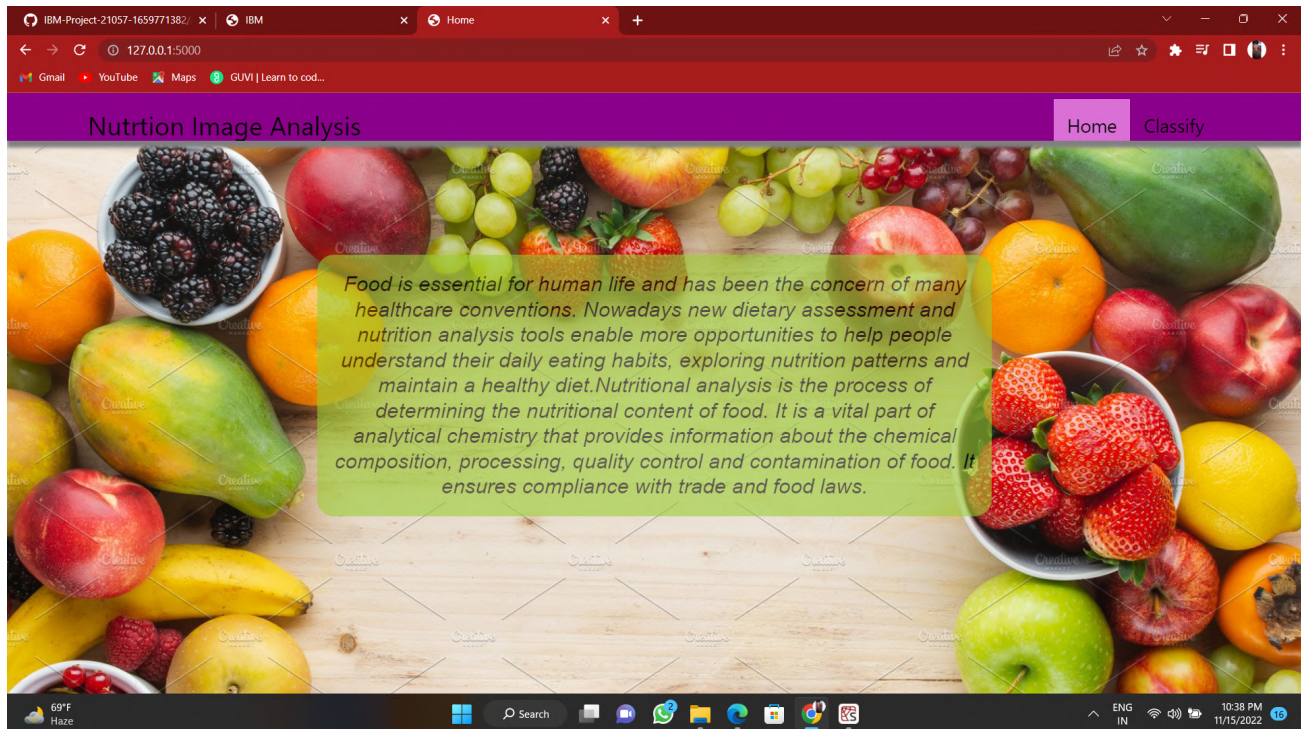 IBM-Project-21057-1659771382/
IBM
Home
127.0.0.1:5000
Gmail
YouTube
Maps
GUVI | Learn to cod...
Nutrtion Image Analysis
Home
Classify
Food is essential for human life and has been the concern of many
healthcare conventions. Nowadays new dietary assessment and
nutrition analysis tools enable more opportunities to help people
understand their daily eating habits, exploring nutrition patterns and
maintain a healthy diet.Nutritional analysis is the process of
determining the nutritional content of food. It is a vital part of
analytical chemistry that provides information about the chemical
composition, processing, quality control and contamination of food. It
ensures compliance with trade and food laws.
Creative
MARKET
69°F
Haze
Search
2
ENG
IN
10:38 PM
11/15/2022
16